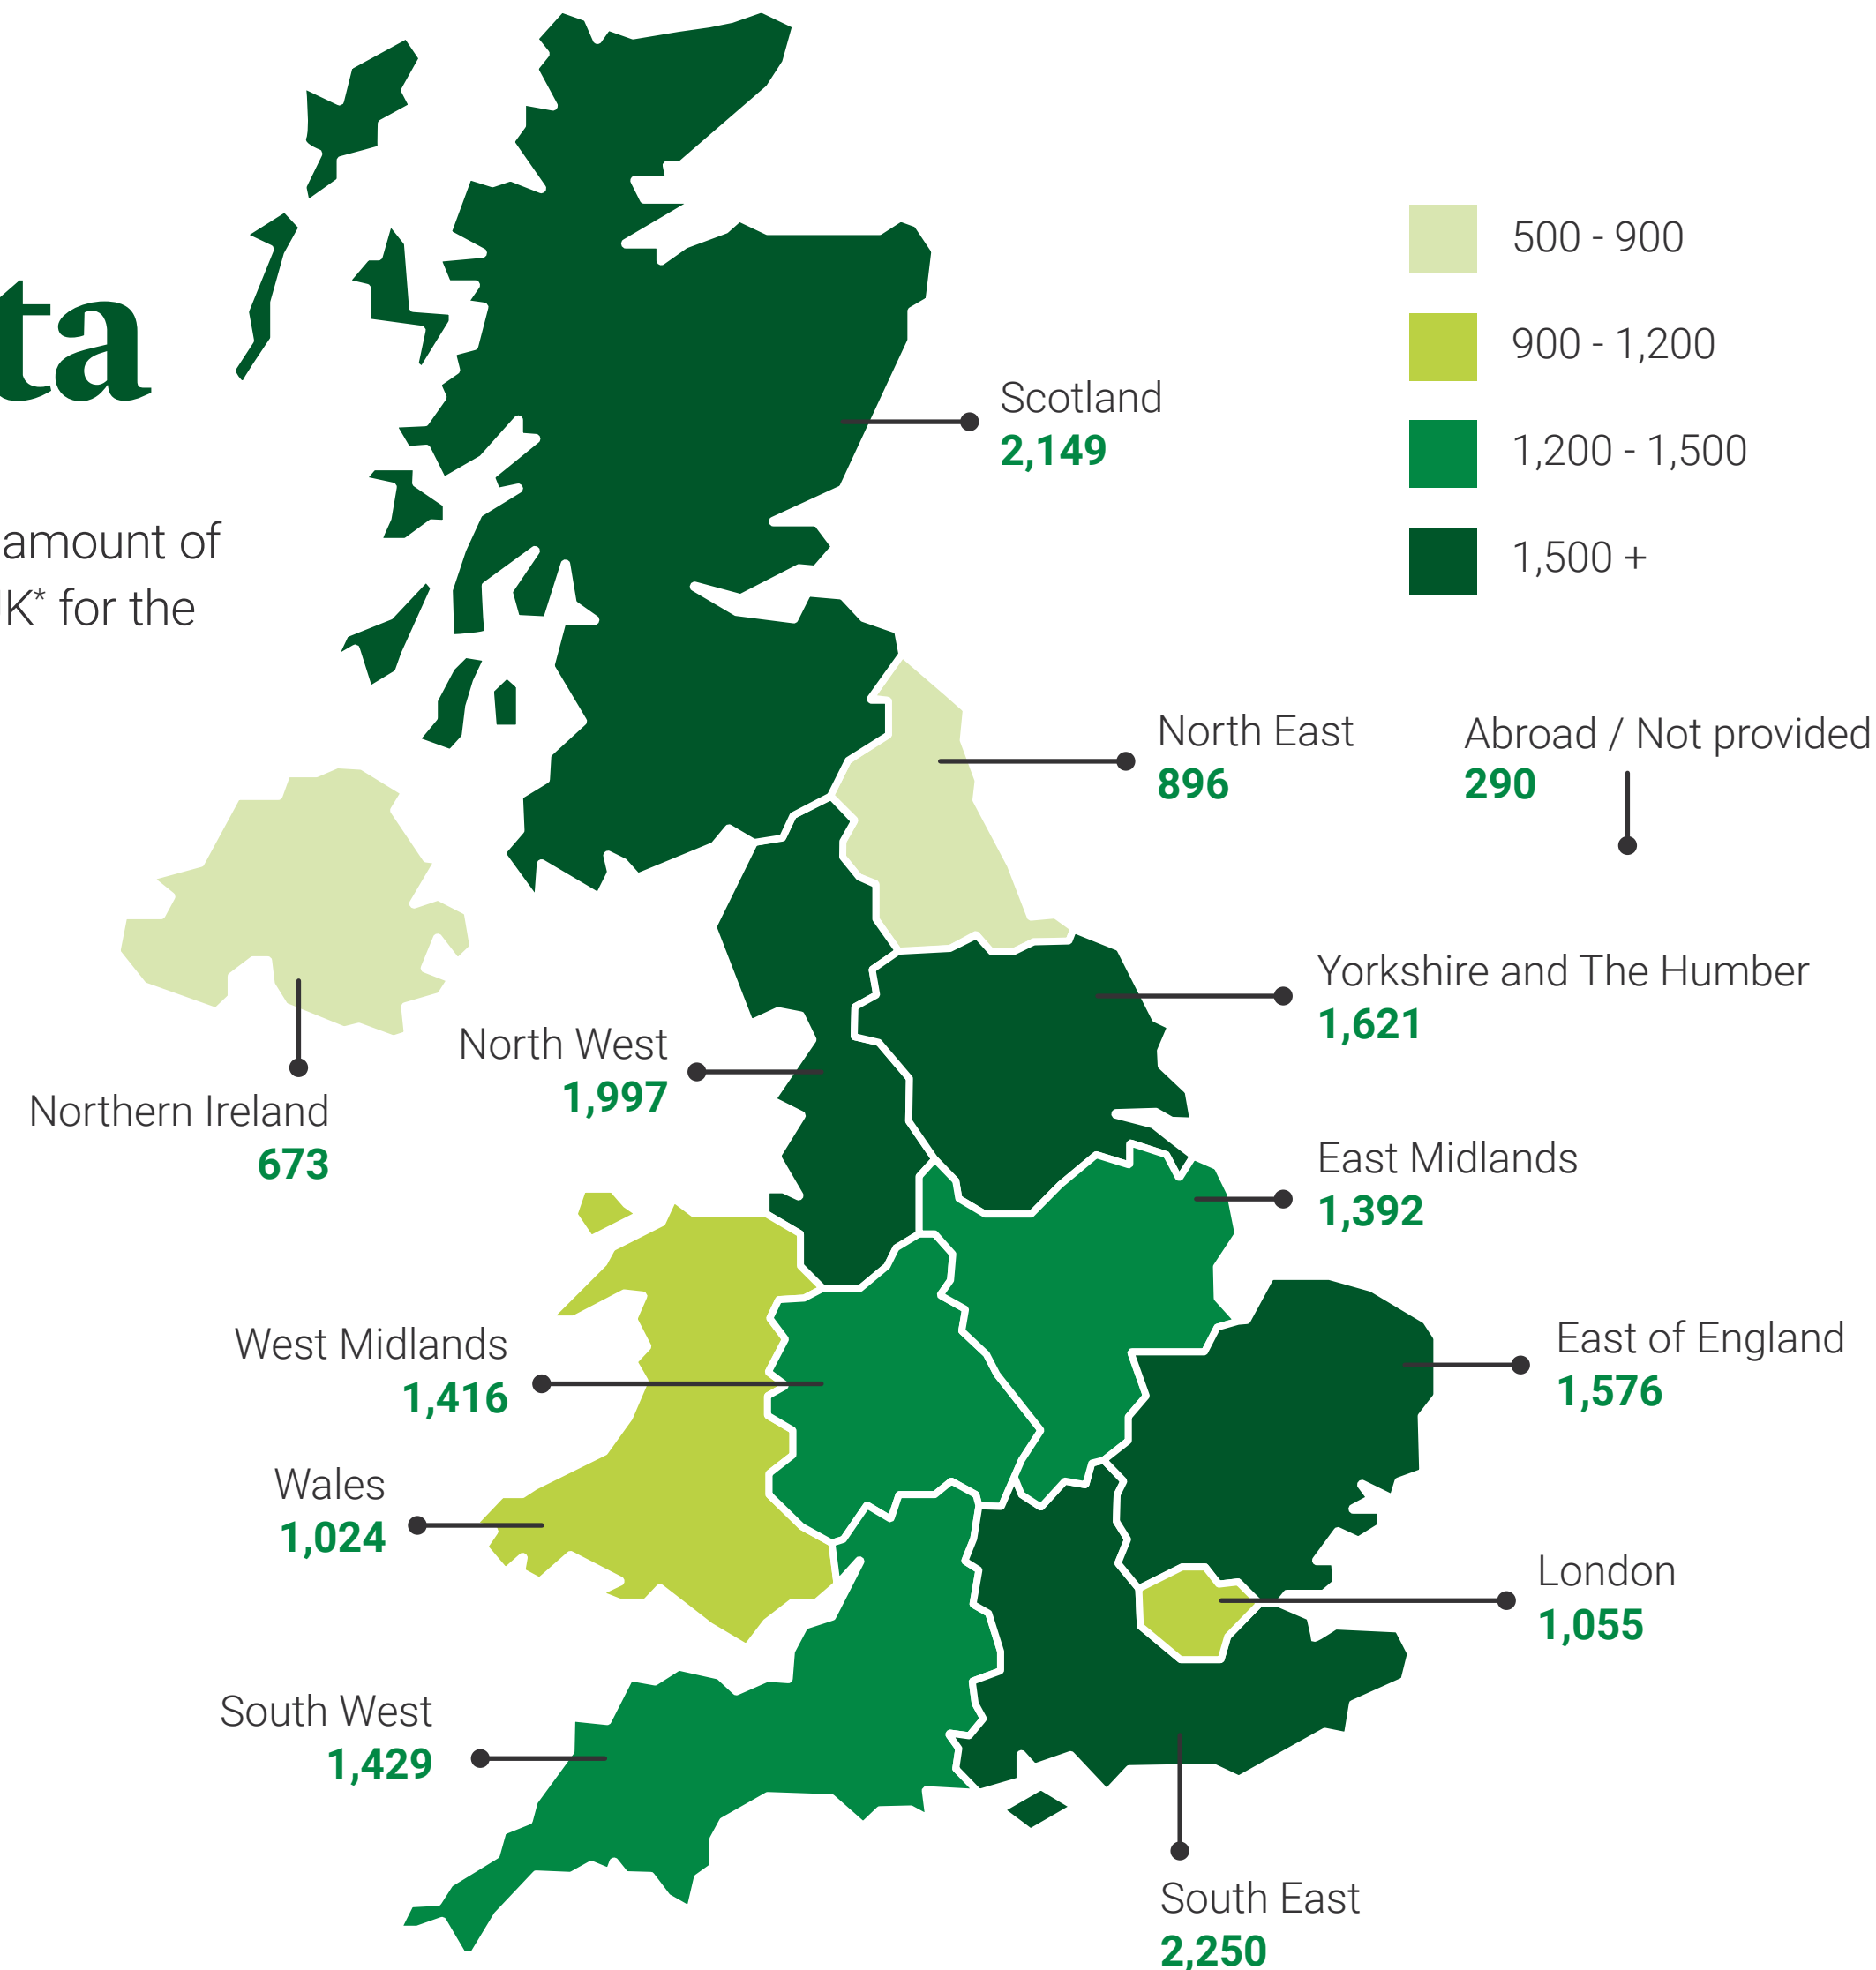 ta
amount of
K* for the
500 - 900
900 - 1,200
1,200 - 1,500
1,500 +
Scotland
2,149
North East
896
Abroad / Not provided
290
Yorkshire and The Humber
1,621
North West
1,997
Northern Ireland
673
East Midlands
1,392
West Midlands
1,416
East of England
1,576
Wales
1,024
London
1,055
South West
1,429
South East
2,250